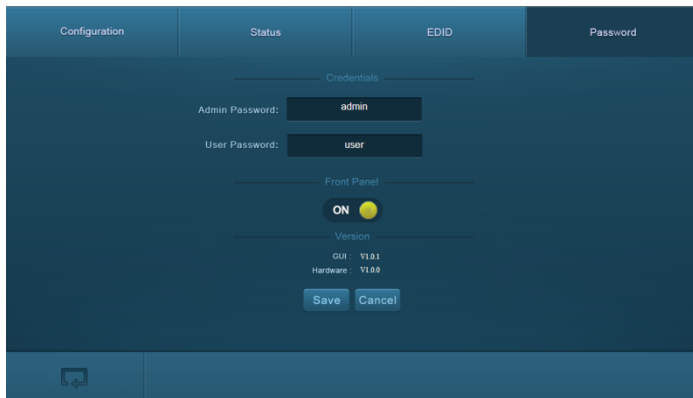 Configuration Status EDID Password
Credentials
Admin Password: admin
User Password: user
Front Panel
ON
Version
GUI : V1.0.1
Hardware : V1.0.0
Save Cancel